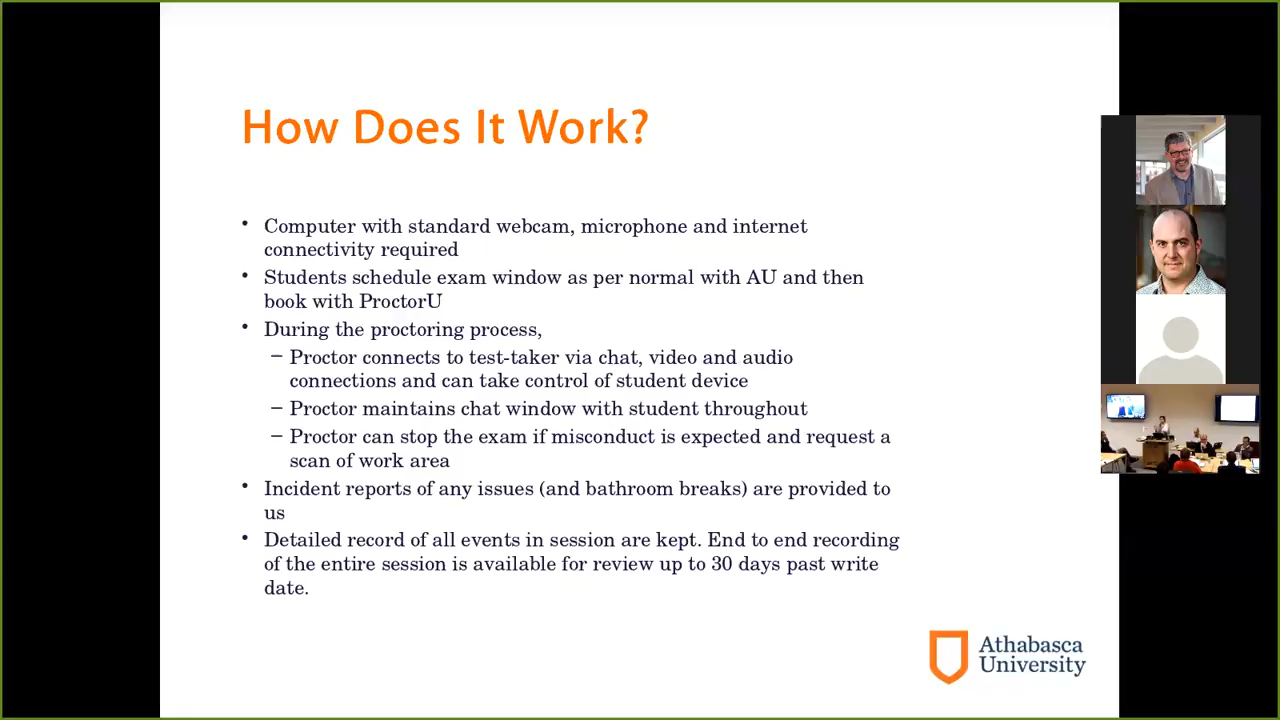 How Does It Work?
• Computer with standard webcam, microphone and internet
connectivity required
• Students schedule exam window as per normal with AU and then
book with ProctorU
• During the proctoring process,
– Proctor connects to test-taker via chat, video and audio
connections and can take control of student device
– Proctor maintains chat window with student throughout
– Proctor can stop the exam if misconduct is expected and request a
scan of work area
• Incident reports of any issues (and bathroom breaks) are provided to
us
• Detailed record of all events in session are kept. End to end recording
of the entire session is available for review up to 30 days past write
date.
Athabasca
University